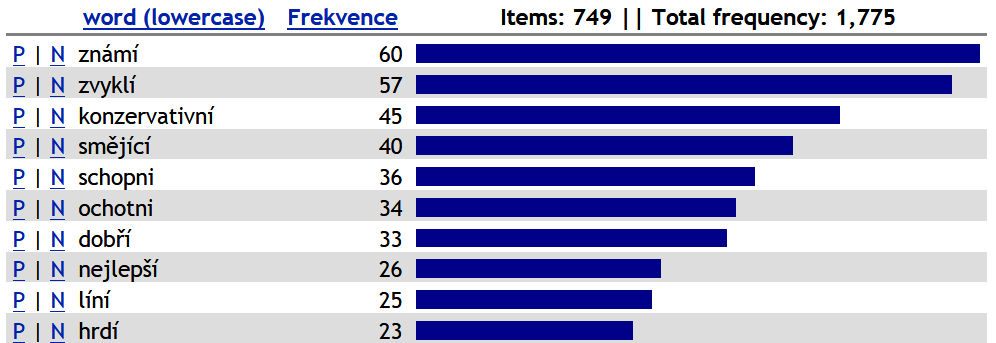 word (lowercase) Frekvence Items: 749 || Total frequency: 1,775
P | N známí 60
P | N zvyklí 57
P | N konzervativní 45
P | N smějící 40
P | N schopni 36
P | N ochotni 34
P | N dobří 33
P | N nejlepší 26
P | N líní 25
P | N hrdí 23